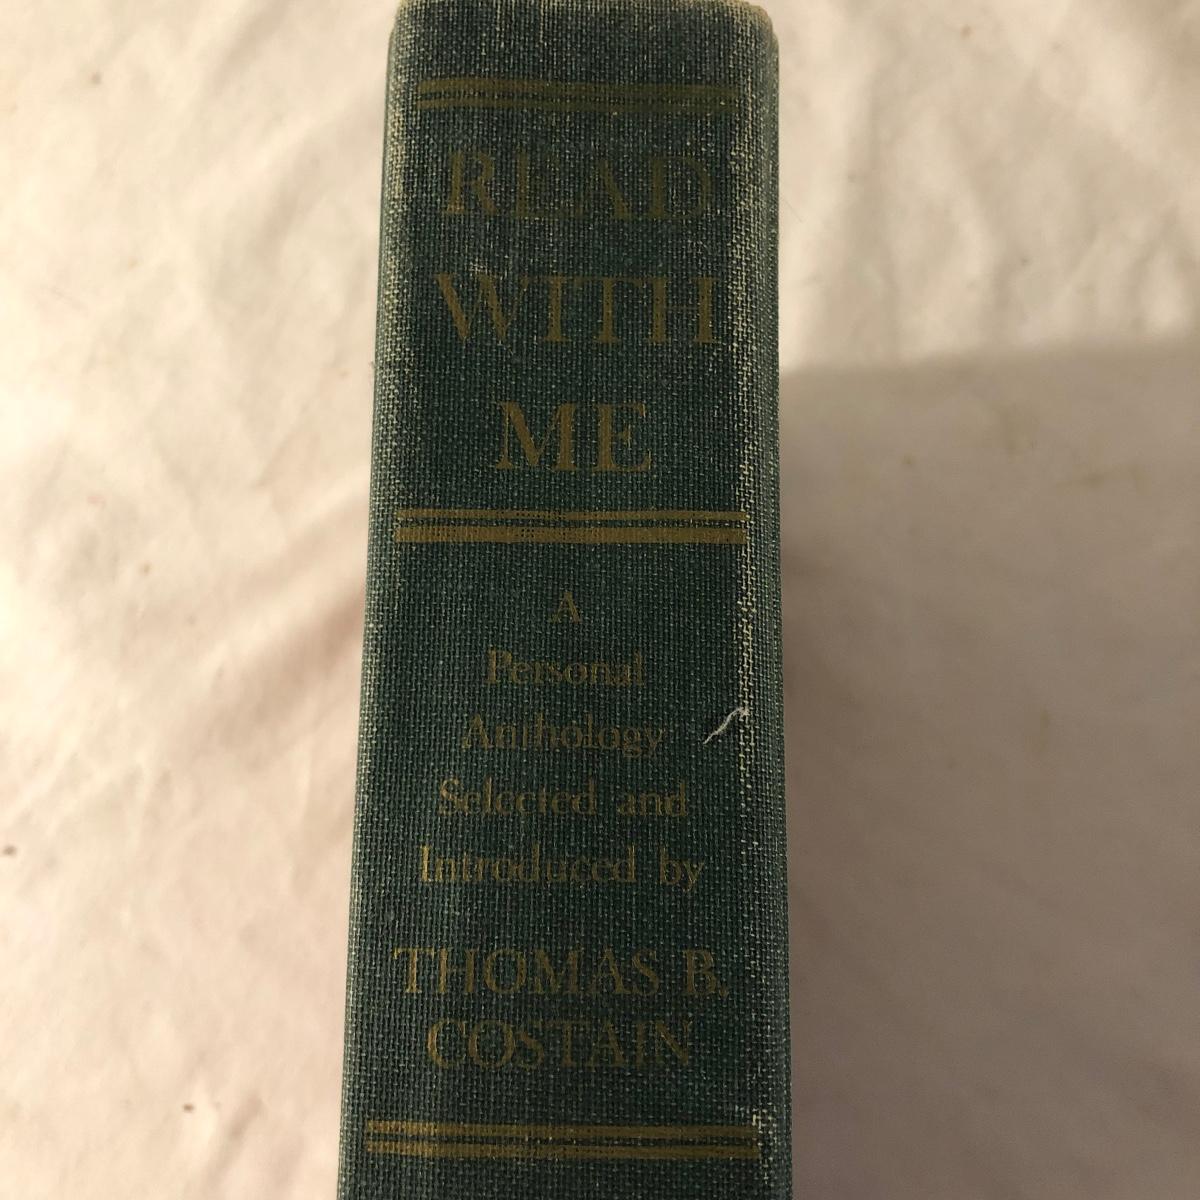 READ
WITH
ME
A
Personal
Anthology
Selected and
Introduced by
THOMAS B.
COSTAIN